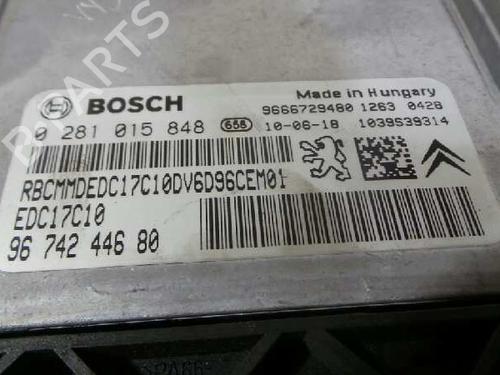 BOSCH
Made in Hungary
9666729480 1263 0428
0 281 015 848 658 10-06-18 1039S39314
RBCMMDEDC17C10DV6D96CEM01
EDC17C10
96 742 446 80
B PARTS